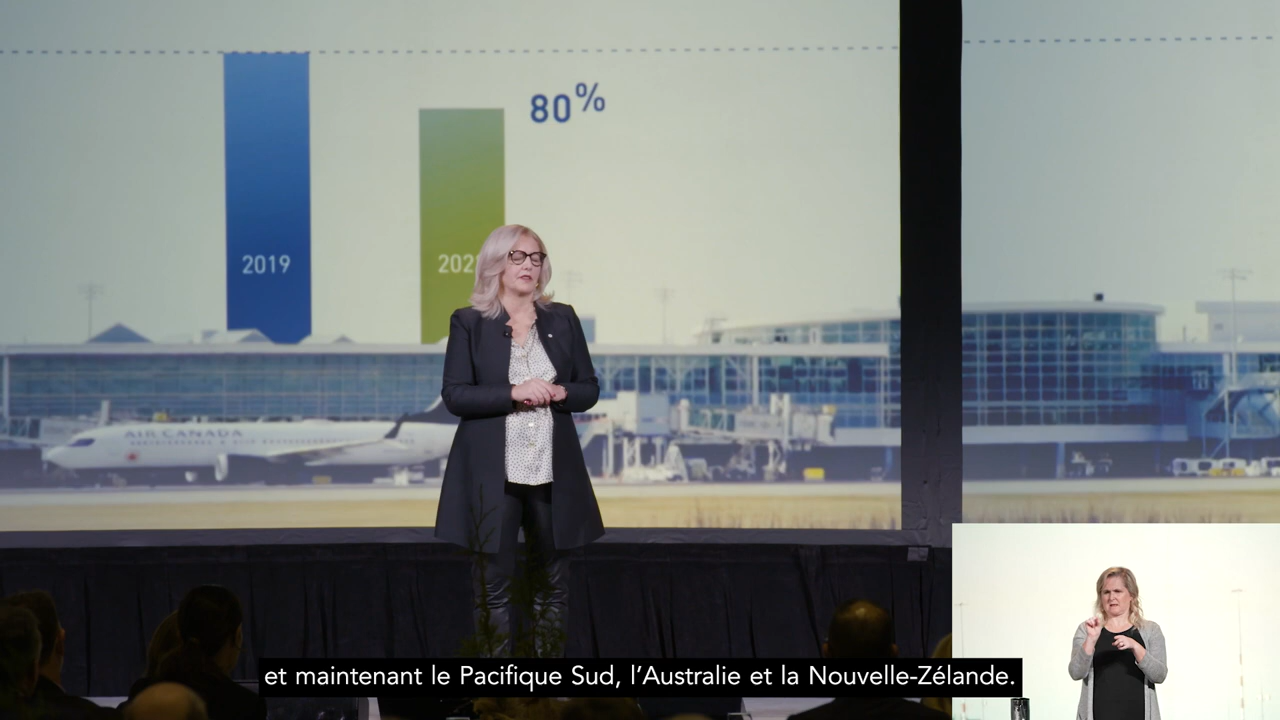 80%
2019
AIR CANADA
et maintenant le Pacifique Sud, l'Australie et la Nouvelle-Zélande.